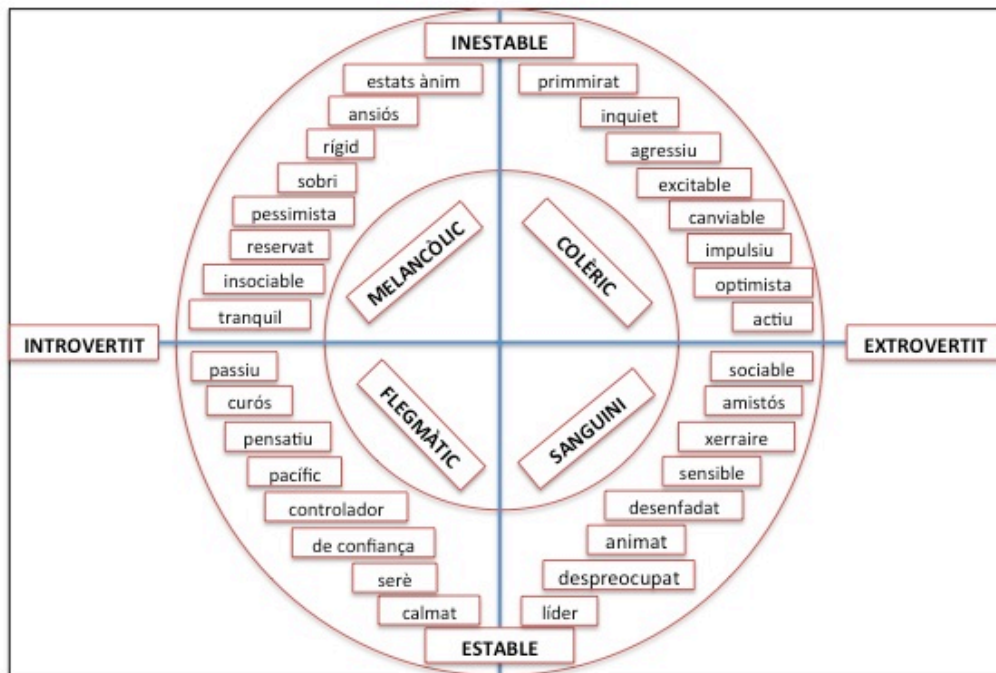 INESTABLE
estats ànim
ansiós
rígid
sobri
pessimista
reservat
insociable
tranquil
primmirat
inquiet
agressiu
excitable
canviable
impulsiu
optimista
actiu
MELANCÒLIC
COLÈRIC
INTROVERTIT
EXTROVERTIT
FLEGMÀTIC
SANGUINI
passiu
curós
pensatiu
pacífic
controlador
de confiança
serè
calmat
sociable
amistós
xerraire
sensible
desenfadat
animat
despreocupat
líder
ESTABLE